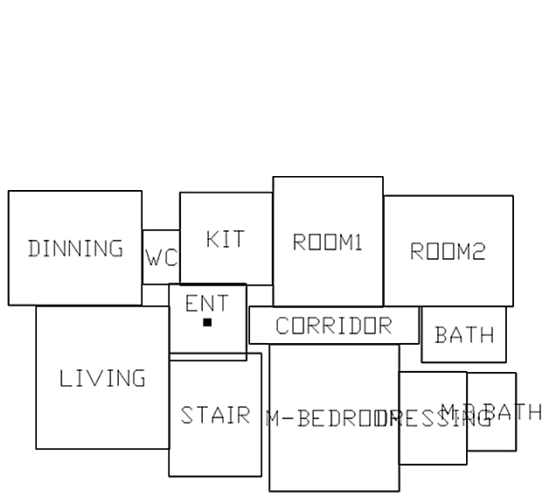 DINNING
WC
KIT
ROOM1
ROOM2
ENT
CORRIDOR
BATH
LIVING
STAIR
M-BEDROOM
DRESSING
M.B BATH